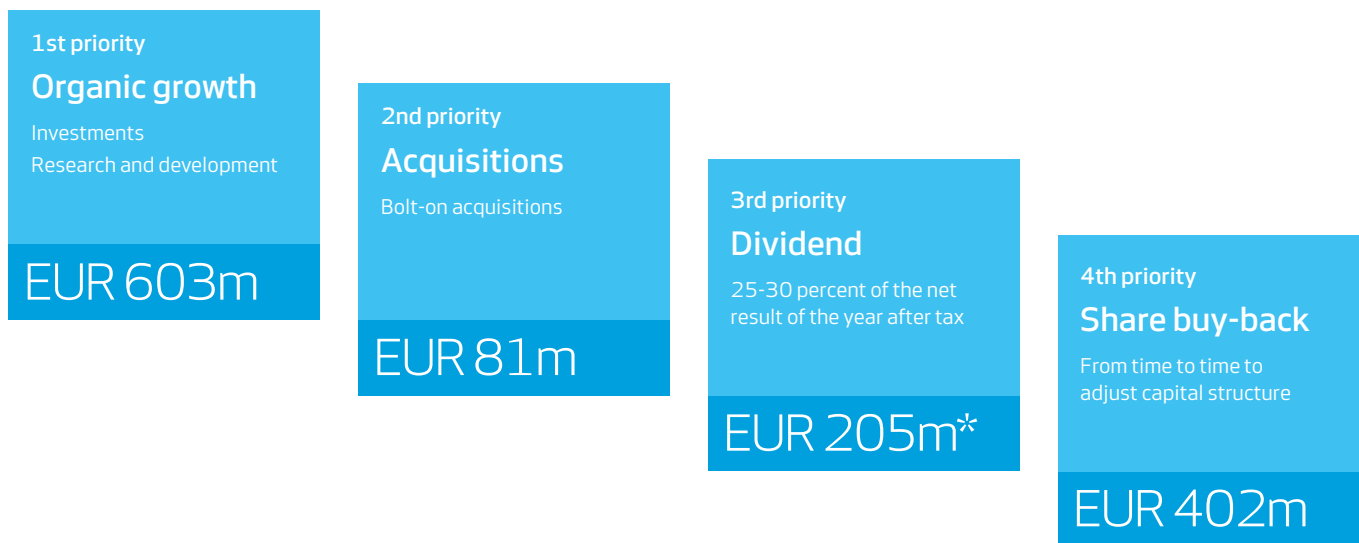 1st priority
Organic growth
Investments
Research and development
EUR 603m
2nd priority
Acquisitions
Bolt-on acquisitions
EUR 81m
3rd priority
Dividend
25-30 percent of the net
result of the year after tax
EUR 205m*
4th priority
Share buy-back
From time to time to
adjust capital structure
EUR 402m